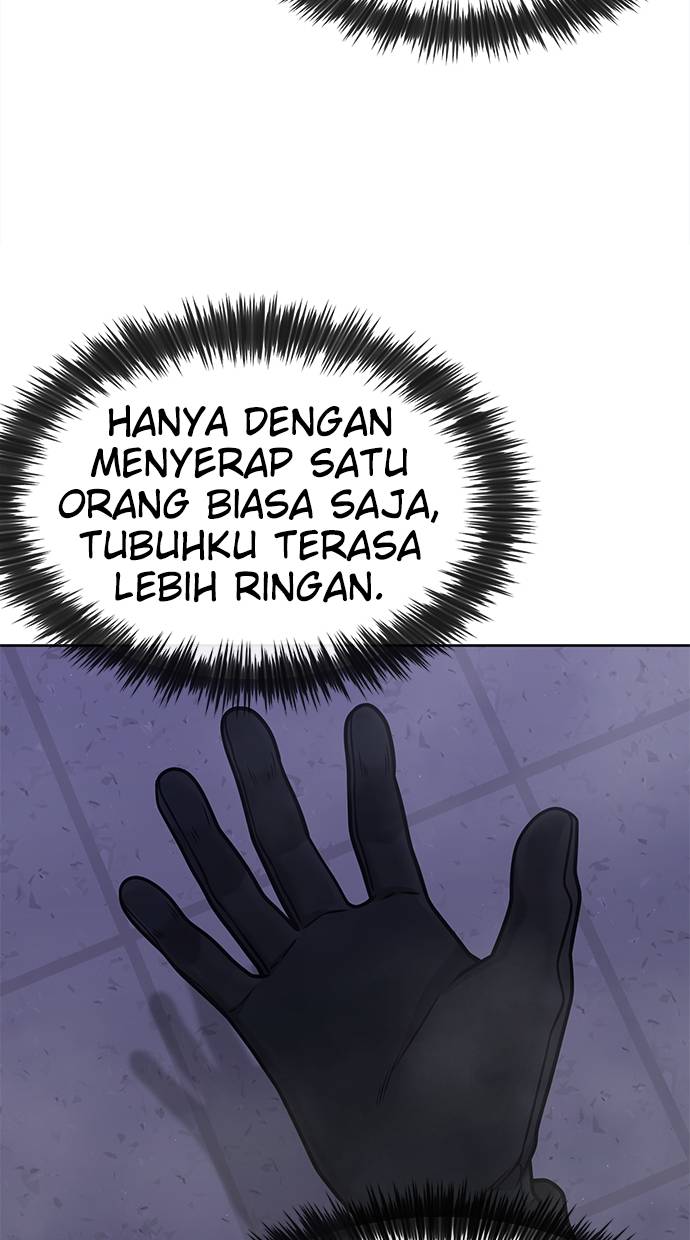 HANYA DENGAN
MENYERAP SATU
ORANG BIASA SAJA,
TUBUHKU TERASA
LEBIH RINGAN.